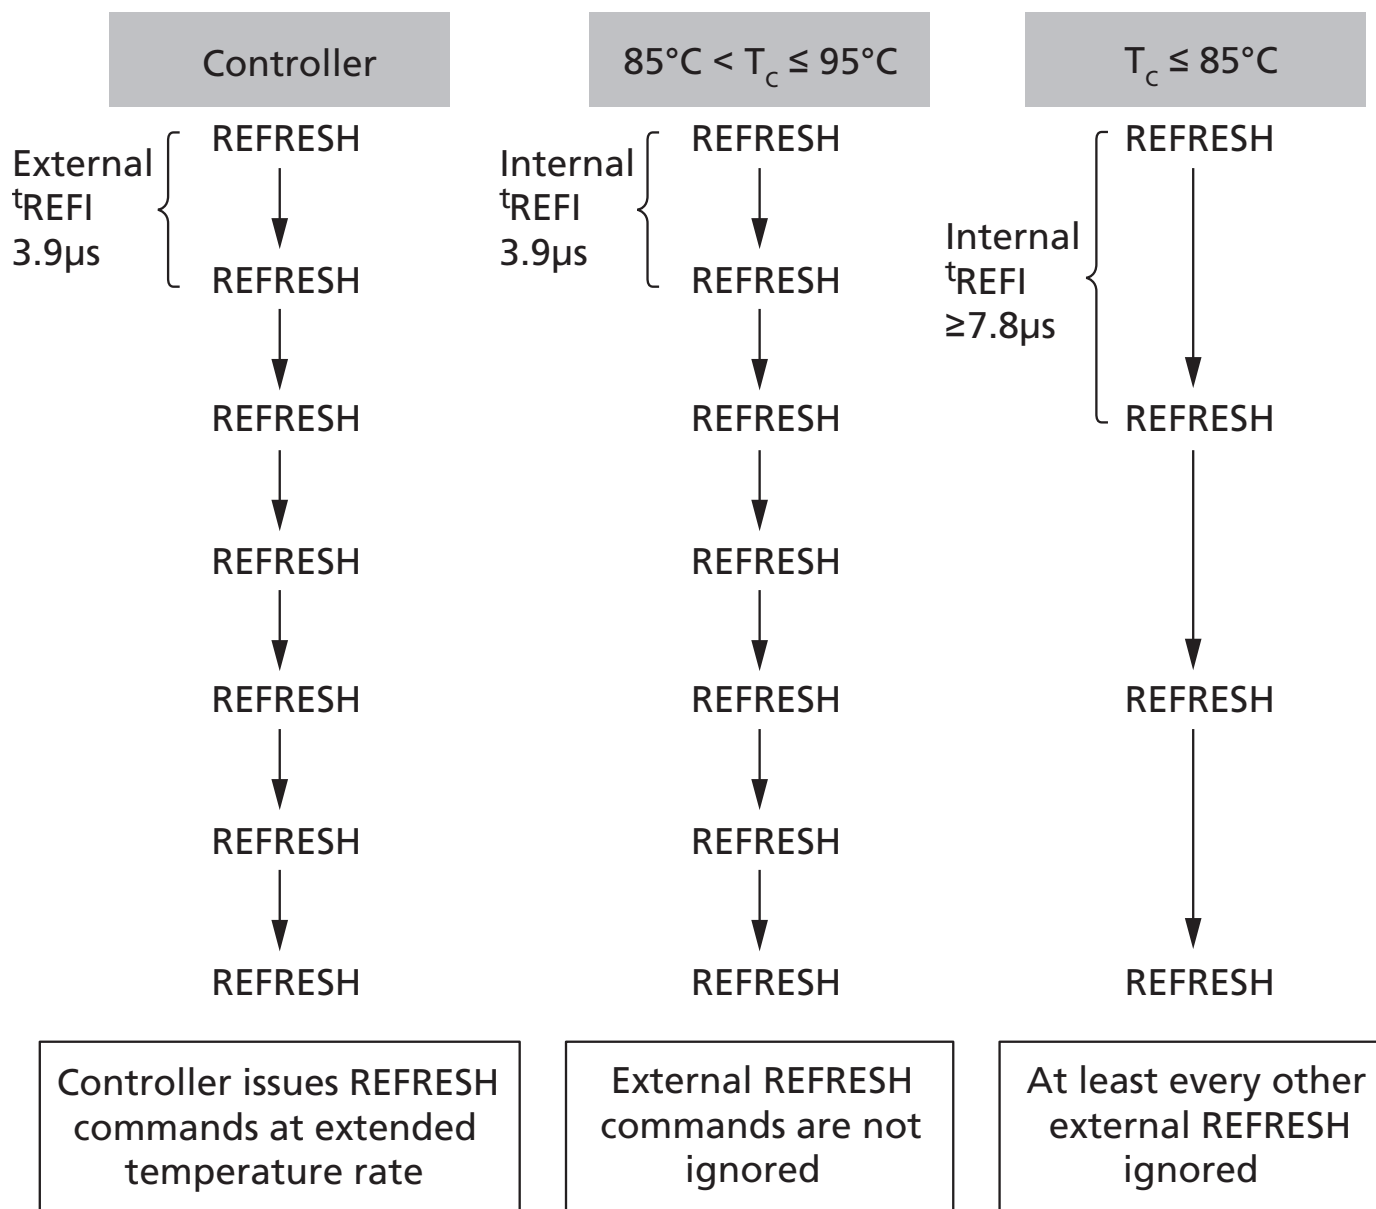 Controller
85°C < Tc ≤ 95°C
Tc ≤ 85°C
External
tREFI
3.9µs
REFRESH
REFRESH
REFRESH
REFRESH
REFRESH
REFRESH
REFRESH
Internal
tREFI
3.9µs
REFRESH
REFRESH
REFRESH
REFRESH
REFRESH
REFRESH
REFRESH
Internal
tREFI
≥7.8µs
REFRESH
REFRESH
REFRESH
REFRESH
Controller issues REFRESH
commands at extended
temperature rate
External REFRESH
commands are not
ignored
At least every other
external REFRESH
ignored